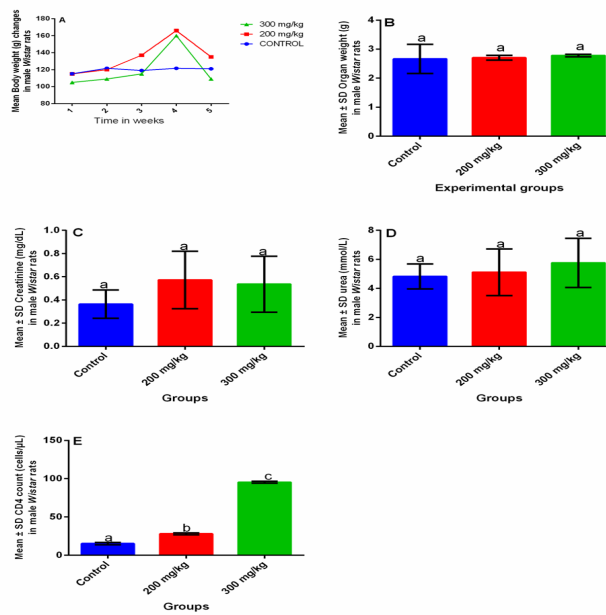 A
300 mg/kg
200 mg/kg
CONTROL
Mean Body weight (g) changes
in male Wistar rats
180
160
140
120
100
80
1 2 3 4 5
Time in weeks
B
Mean ± SD Organ weight (g)
in male Wistar rats
4
3
2
1
0
a a a
Control 200 mg/kg 300 mg/kg
Experimental groups
C
Mean ± SD Creatinine (mg/dL)
in male Wistar rats
1.0
0.8
0.6
0.4
0.2
0.0
a a a
Control 200 mg/kg 300 mg/kg
Groups
D
Mean ± SD urea (mmol/L)
in male Wistar rats
8
6
4
2
0
a a a
Control 200 mg/kg 300 mg/kg
Groups
E
Mean ± SD CD4 count (cells/µL)
in male Wistar rats
150
100
50
0
a b c
Control 200 mg/kg 300 mg/kg
Groups